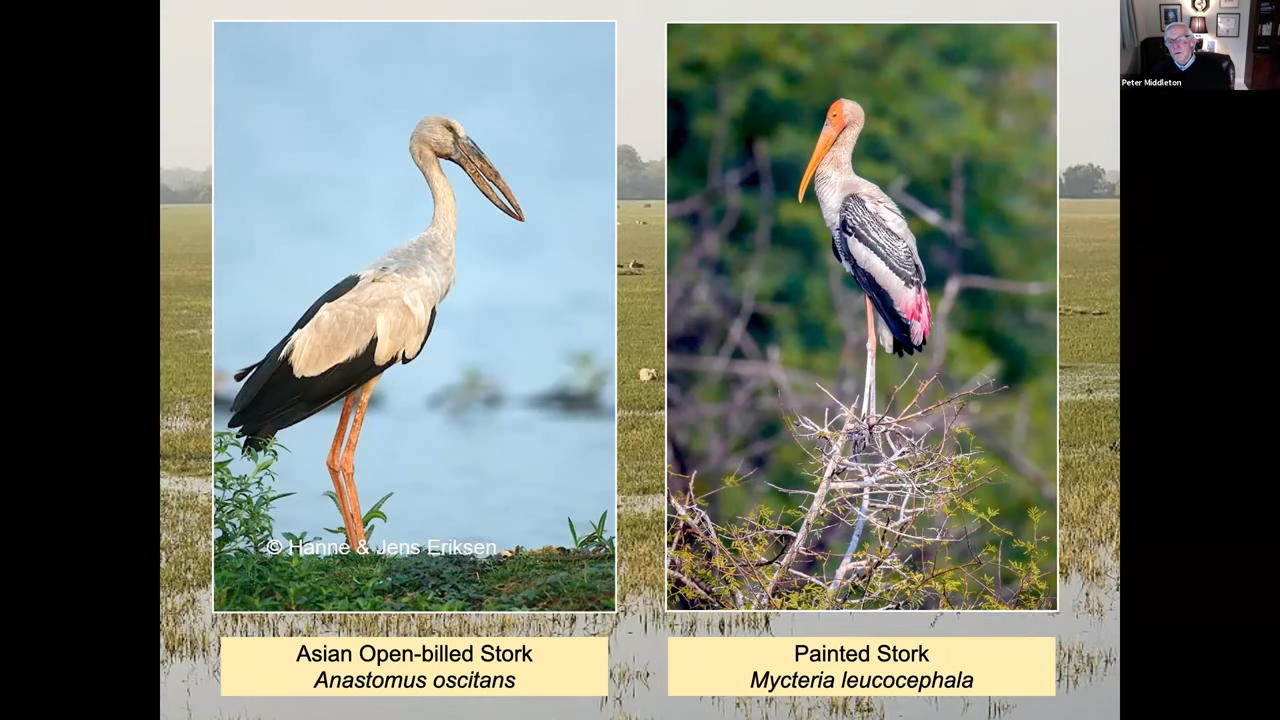 Peter Middleton
© Hanne & Jens Eriksen
Asian Open-billed Stork
Anastomus oscitans
Painted Stork
Mycteria leucocephala